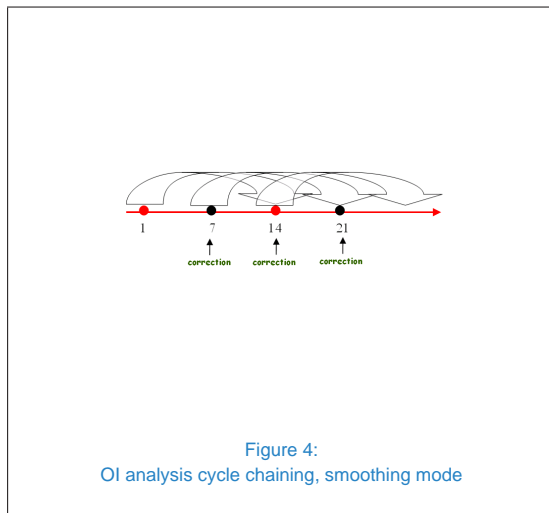 1 7 14 21
correction correction correction
Figure 4:
OI analysis cycle chaining, smoothing mode